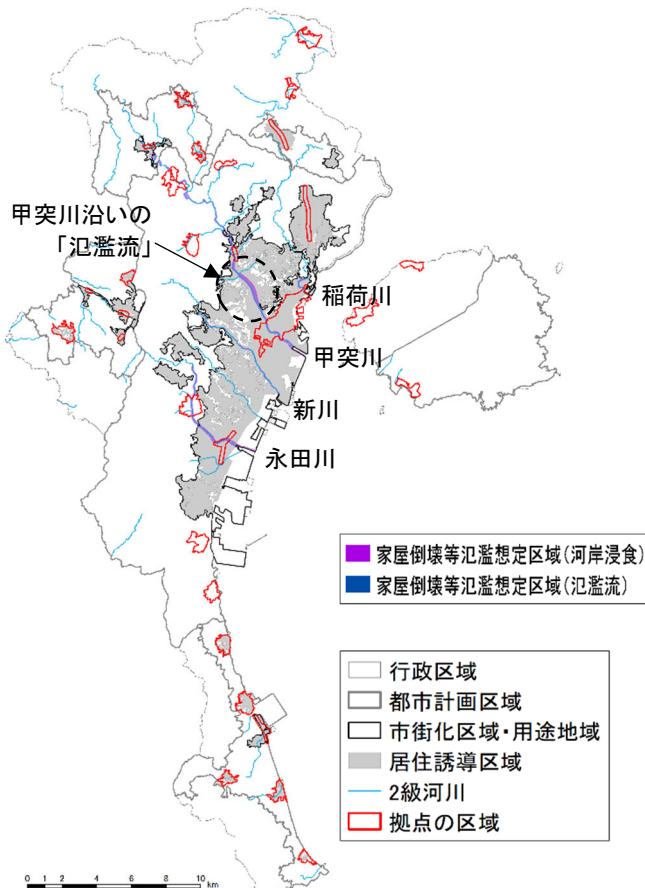 甲突川沿いの
「氾濫流」
稲荷川
甲突川
新川
永田川
家屋倒壊等氾濫想定区域(河岸浸食)
家屋倒壊等氾濫想定区域(氾濫流)
行政区域
都市計画区域
市街化区域・用途地域
居住誘導区域
2級河川
拠点の区域
0 1 2 4 6 8 10
km